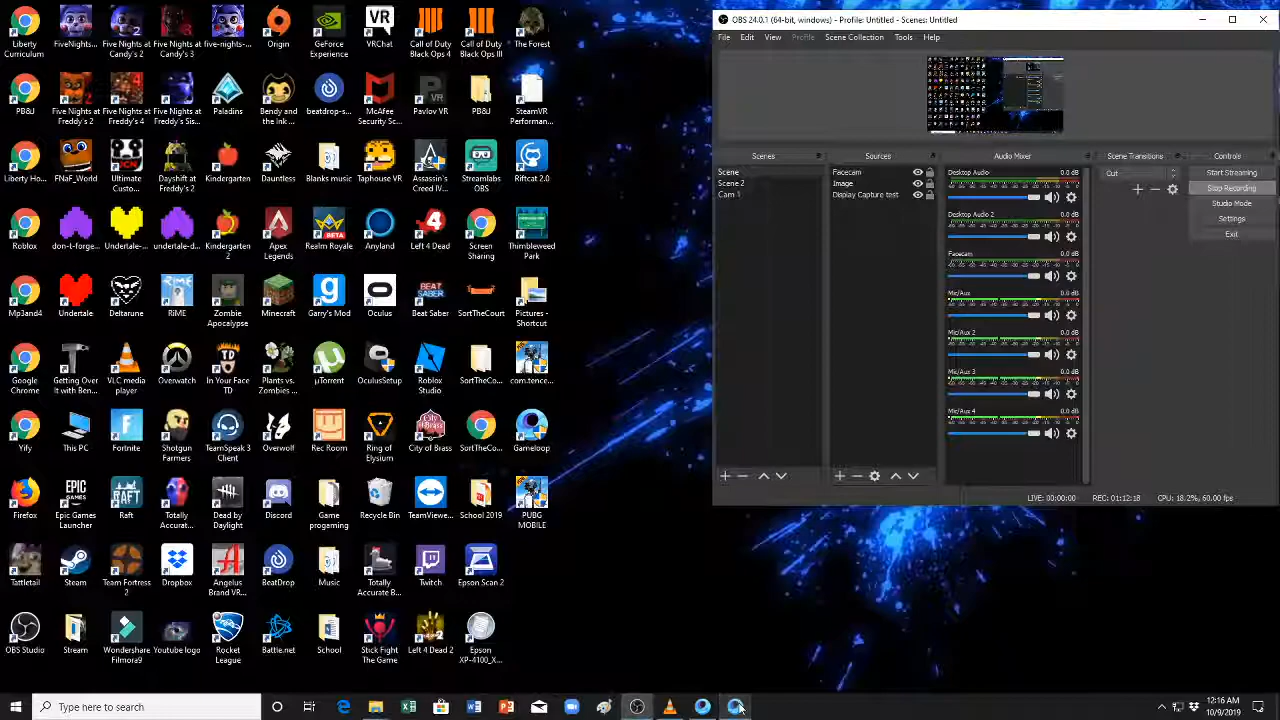 Liberty Curriculum
FiveNights...
Five Nights at Candy's 2
Five Nights at Candy's 3
five-nights-...
Origin
GeForce Experience
VRChat
Call of Duty Black Ops 4
Call of Duty Black Ops III
The Forest
PB&J
Five Nights at Freddy's 2
Five Nights at Freddy's 4
Five Nights at Freddy's Sis...
Paladins
Bendy and the Ink ...
beatdrop-s...
McAfee Security Sc...
Pavlov VR
PB&J
SteamVR Performan...
Liberty Ho...
FNaF_World
Ultimate Custo...
Dayshift at Freddy's 2
Kindergarten
Dauntless
Blanks music
Taphouse VR
Assassin's Creed IV...
Streamlabs OBS
Riftcat 2.0
Roblox
don-t-forge...
Undertale-...
undertale-d...
Kindergarten 2
Apex Legends
Realm Royale
Anyland
Left 4 Dead
Screen Sharing
Thimbleweed Park
Mp3and4
Undertale
Deltarune
RiME
Zombie Apocalypse
Minecraft
Garry's Mod
Oculus
Beat Saber
SortTheCourt
Pictures - Shortcut
Google Chrome
Getting Over It with Ben...
VLC media player
Overwatch
In Your Face TD
Plants vs. Zombies ...
µTorrent
OculusSetup
Roblox Studio
SortTheC...
com.tence...
Yify
This PC
Fortnite
Shotgun Farmers
TeamSpeak 3 Client
Overwolf
Rec Room
Ring of Elysium
City of Brass
SortTheCo...
Gameloop
Firefox
Epic Games Launcher
Raft
Totally Accurat...
Dead by Daylight
Discord
Game programing
Recycle Bin
TeamViewe...
School 2019
PUBG MOBILE
Tattletail
Steam
Team Fortress 2
Dropbox
Angelus Brand VR...
BeatDrop
Music
Totally Accurate B...
Twitch
Epson Scan 2
OBS Studio
Stream
Wondershare Filmora9
Youtube logo
Rocket League
Battle.net
School
Stick Fight The Game
Left 4 Dead 2
Epson XP-4100_X...
OBS 24.0.1 (64-bit, windows) - Profile: Untitled - Scenes: Untitled
File Edit View Profile Scene Collection Tools Help
Scenes Sources Audio Mixer Scene Transitions Controls
Scene
Scene 2
Cam 1
Facecam
Image
Display Capture test
Desktop Audio 0.0 dB
Desktop Audio 2 0.0 dB
Facecam 0.0 dB
Mic/Aux 0.0 dB
Mic/Aux 2 0.0 dB
Mic/Aux 3 0.0 dB
Mic/Aux 4 0.0 dB
Cut
Start Streaming
Stop Recording
Studio Mode
Settings
Exit
LIVE: 00:00:00 REC: 01:12:18 CPU: 18.2%, 60.00 fps
Type here to search
12:16 AM
10/9/2019